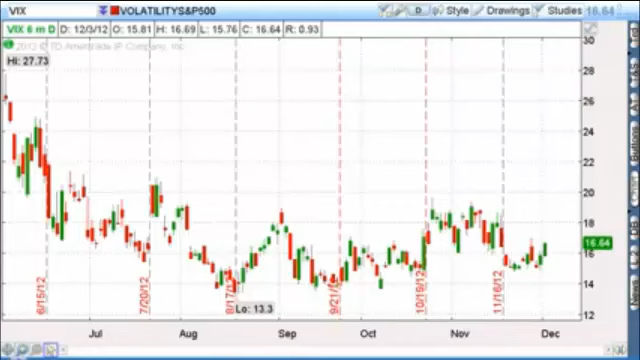 VIX VOLATILITYS&P500 D Style Drawings Studies 16.64
VIX 6 m D D: 12/3/12 O: 15.81 H: 16.69 L: 15.76 C: 16.64 R: 0.93
© 2012 © TD Ameritrade IP Company, Inc.
Hi: 27.73
30
28
26
24
22
20
18
16.64
16
14
12
Lo: 13.3
6/15/12
7/20/12
8/17/12
10/19/12
11/16/12
Jul Aug Sep Oct Nov Dec